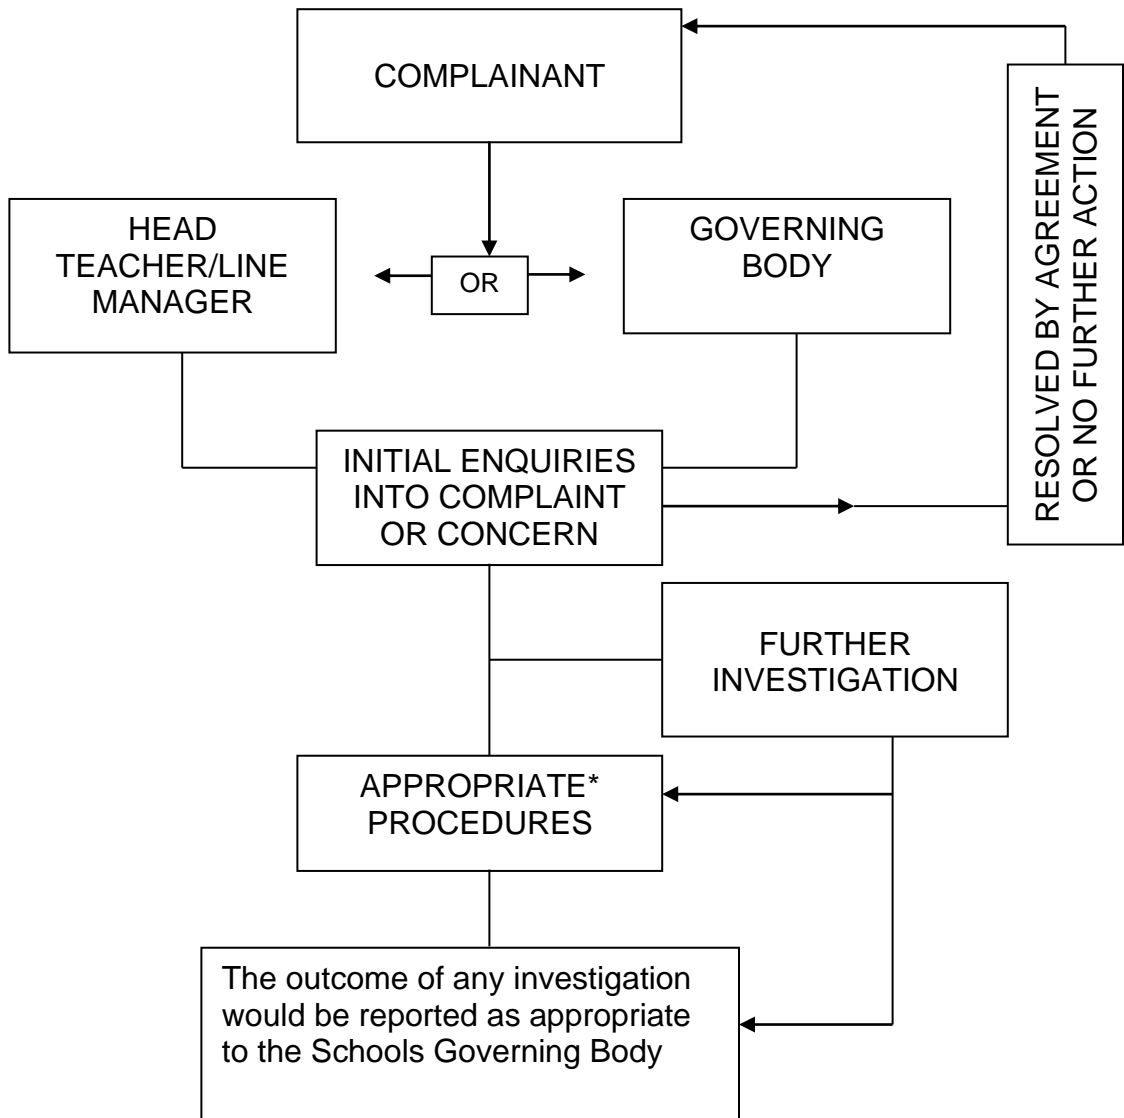 COMPLAINANT
RESOLVED BY AGREEMENT
OR NO FURTHER ACTION
HEAD
TEACHER/LINE
MANAGER
OR
GOVERNING
BODY
INITIAL ENQUIRIES
INTO COMPLAINT
OR CONCERN
FURTHER
INVESTIGATION
APPROPRIATE*
PROCEDURES
The outcome of any investigation
would be reported as appropriate
to the Schools Governing Body